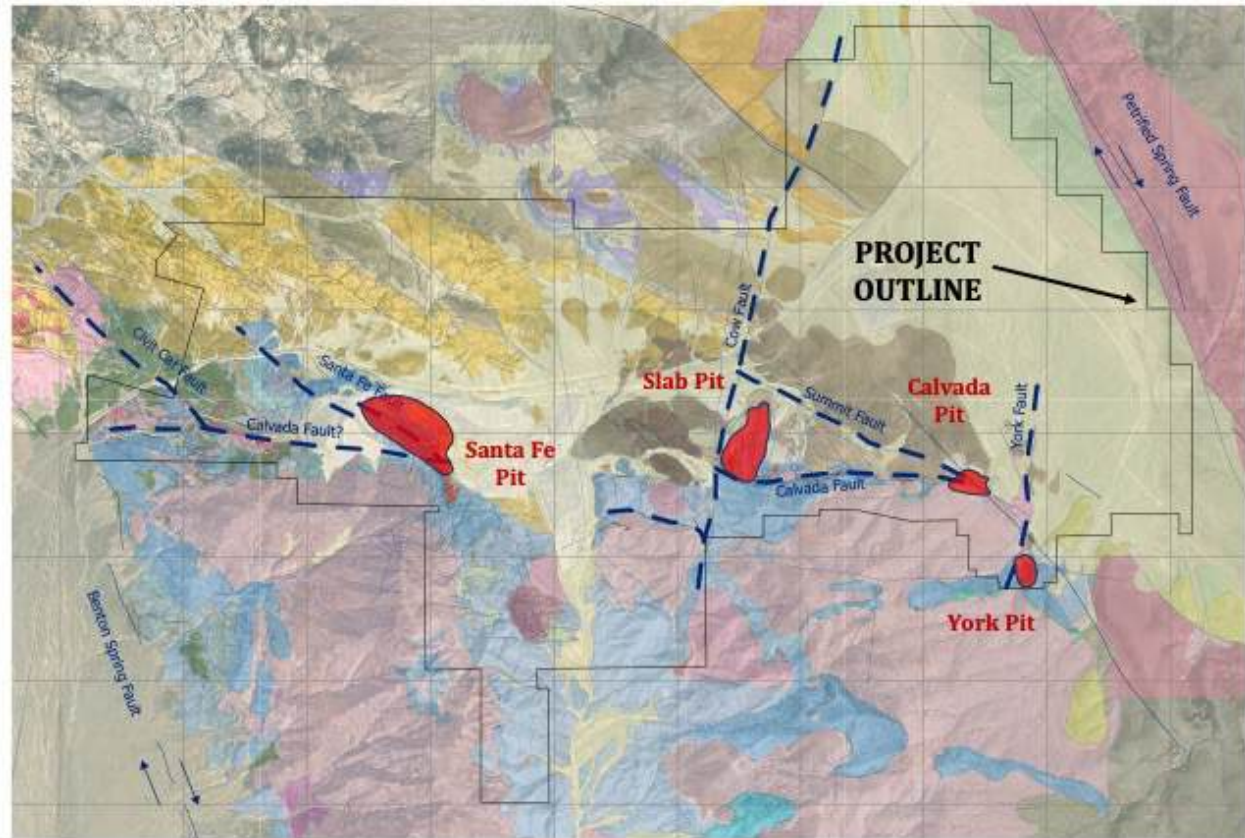 Petrified Spring Fault
PROJECT
OUTLINE
Cow Fault
Civit Cat Fault
Santa Fe
Slab Pit
Summit Fault
Calvada
Pit
York Fault
Calvada Fault?
Santa Fe
Pit
Calvada Fault
York Pit
Benton Spring Fault